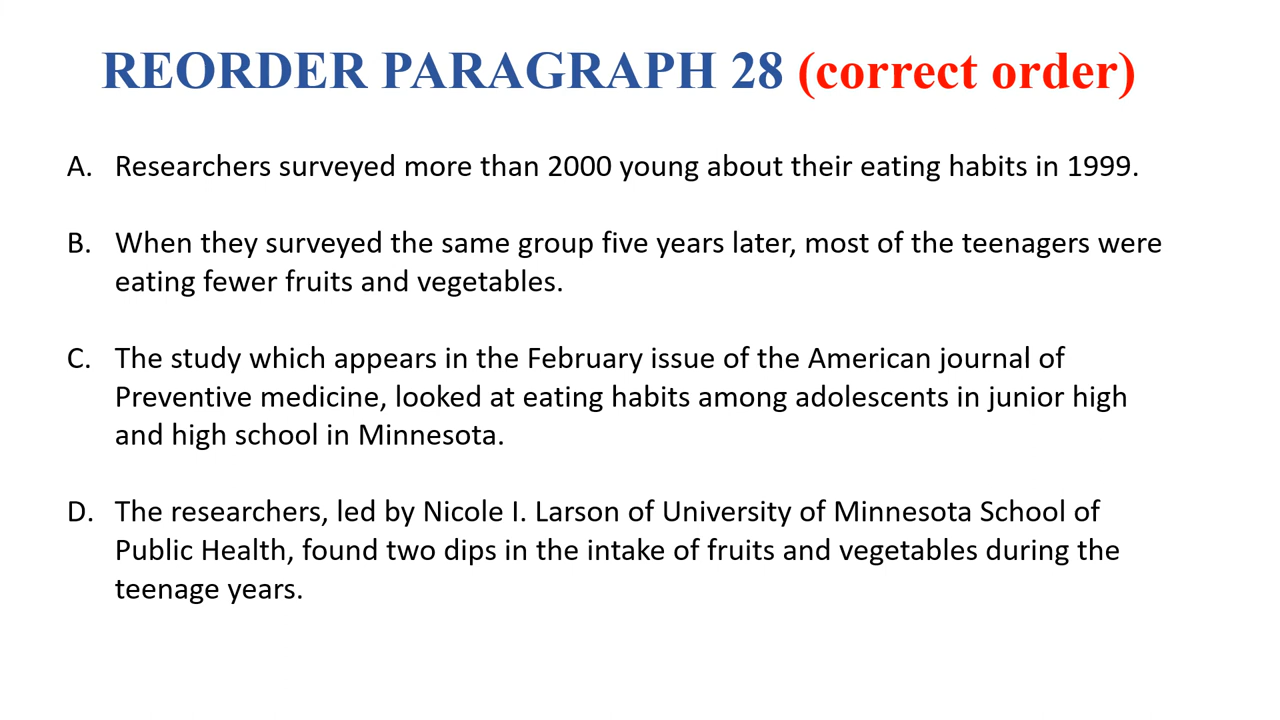 REORDER PARAGRAPH 28 (correct order)
A. Researchers surveyed more than 2000 young about their eating habits in 1999.
B. When they surveyed the same group five years later, most of the teenagers were
eating fewer fruits and vegetables.
C. The study which appears in the February issue of the American journal of
Preventive medicine, looked at eating habits among adolescents in junior high
and high school in Minnesota.
D. The researchers, led by Nicole I. Larson of University of Minnesota School of
Public Health, found two dips in the intake of fruits and vegetables during the
teenage years.